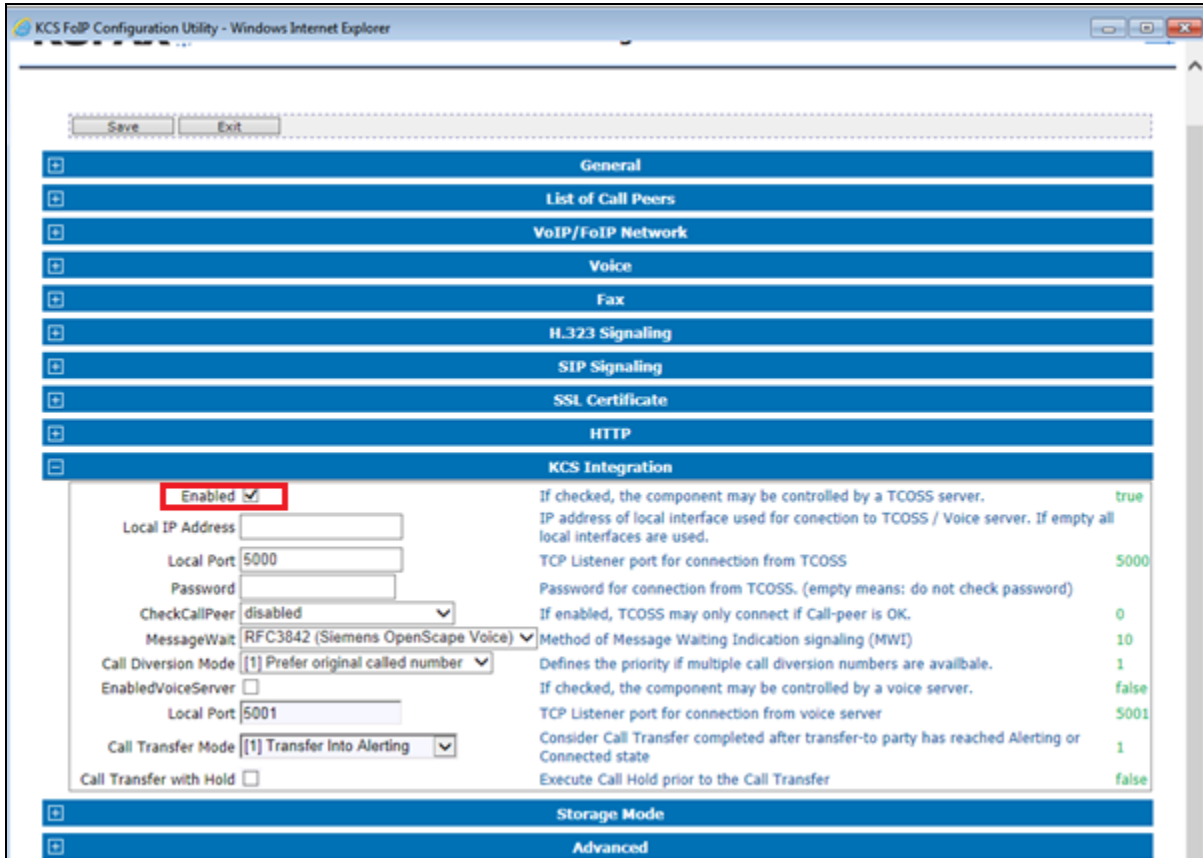 KCS FoIP Configuration Utility - Windows Internet Explorer
Save Exit
General
List of Call Peers
VoIP/FoIP Network
Voice
Fax
H.323 Signaling
SIP Signaling
SSL Certificate
HTTP
KCS Integration
Enabled If checked, the component may be controlled by a TCOSS server. true
Local IP Address IP address of local interface used for conection to TCOSS / Voice server. If empty all
local interfaces are used.
Local Port 5000 TCP Listener port for connection from TCOSS 5000
Password Password for connection from TCOSS. (empty means: do not check password)
CheckCallPeer disabled If enabled, TCOSS may only connect if Call-peer is OK. 0
MessageWait RFC3842 (Siemens OpenScape Voice) Method of Message Waiting Indication signaling (MWI) 10
Call Diversion Mode [1] Prefer original called number Defines the priority if multiple call diversion numbers are availbale. 1
EnabledVoiceServer If checked, the component may be controlled by a voice server. false
Local Port 5001 TCP Listener port for connection from voice server 5001
Call Transfer Mode [1] Transfer Into Alerting Consider Call Transfer completed after transfer-to party has reached Alerting or
Connected state 1
Call Transfer with Hold Execute Call Hold prior to the Call Transfer false
Storage Mode
Advanced